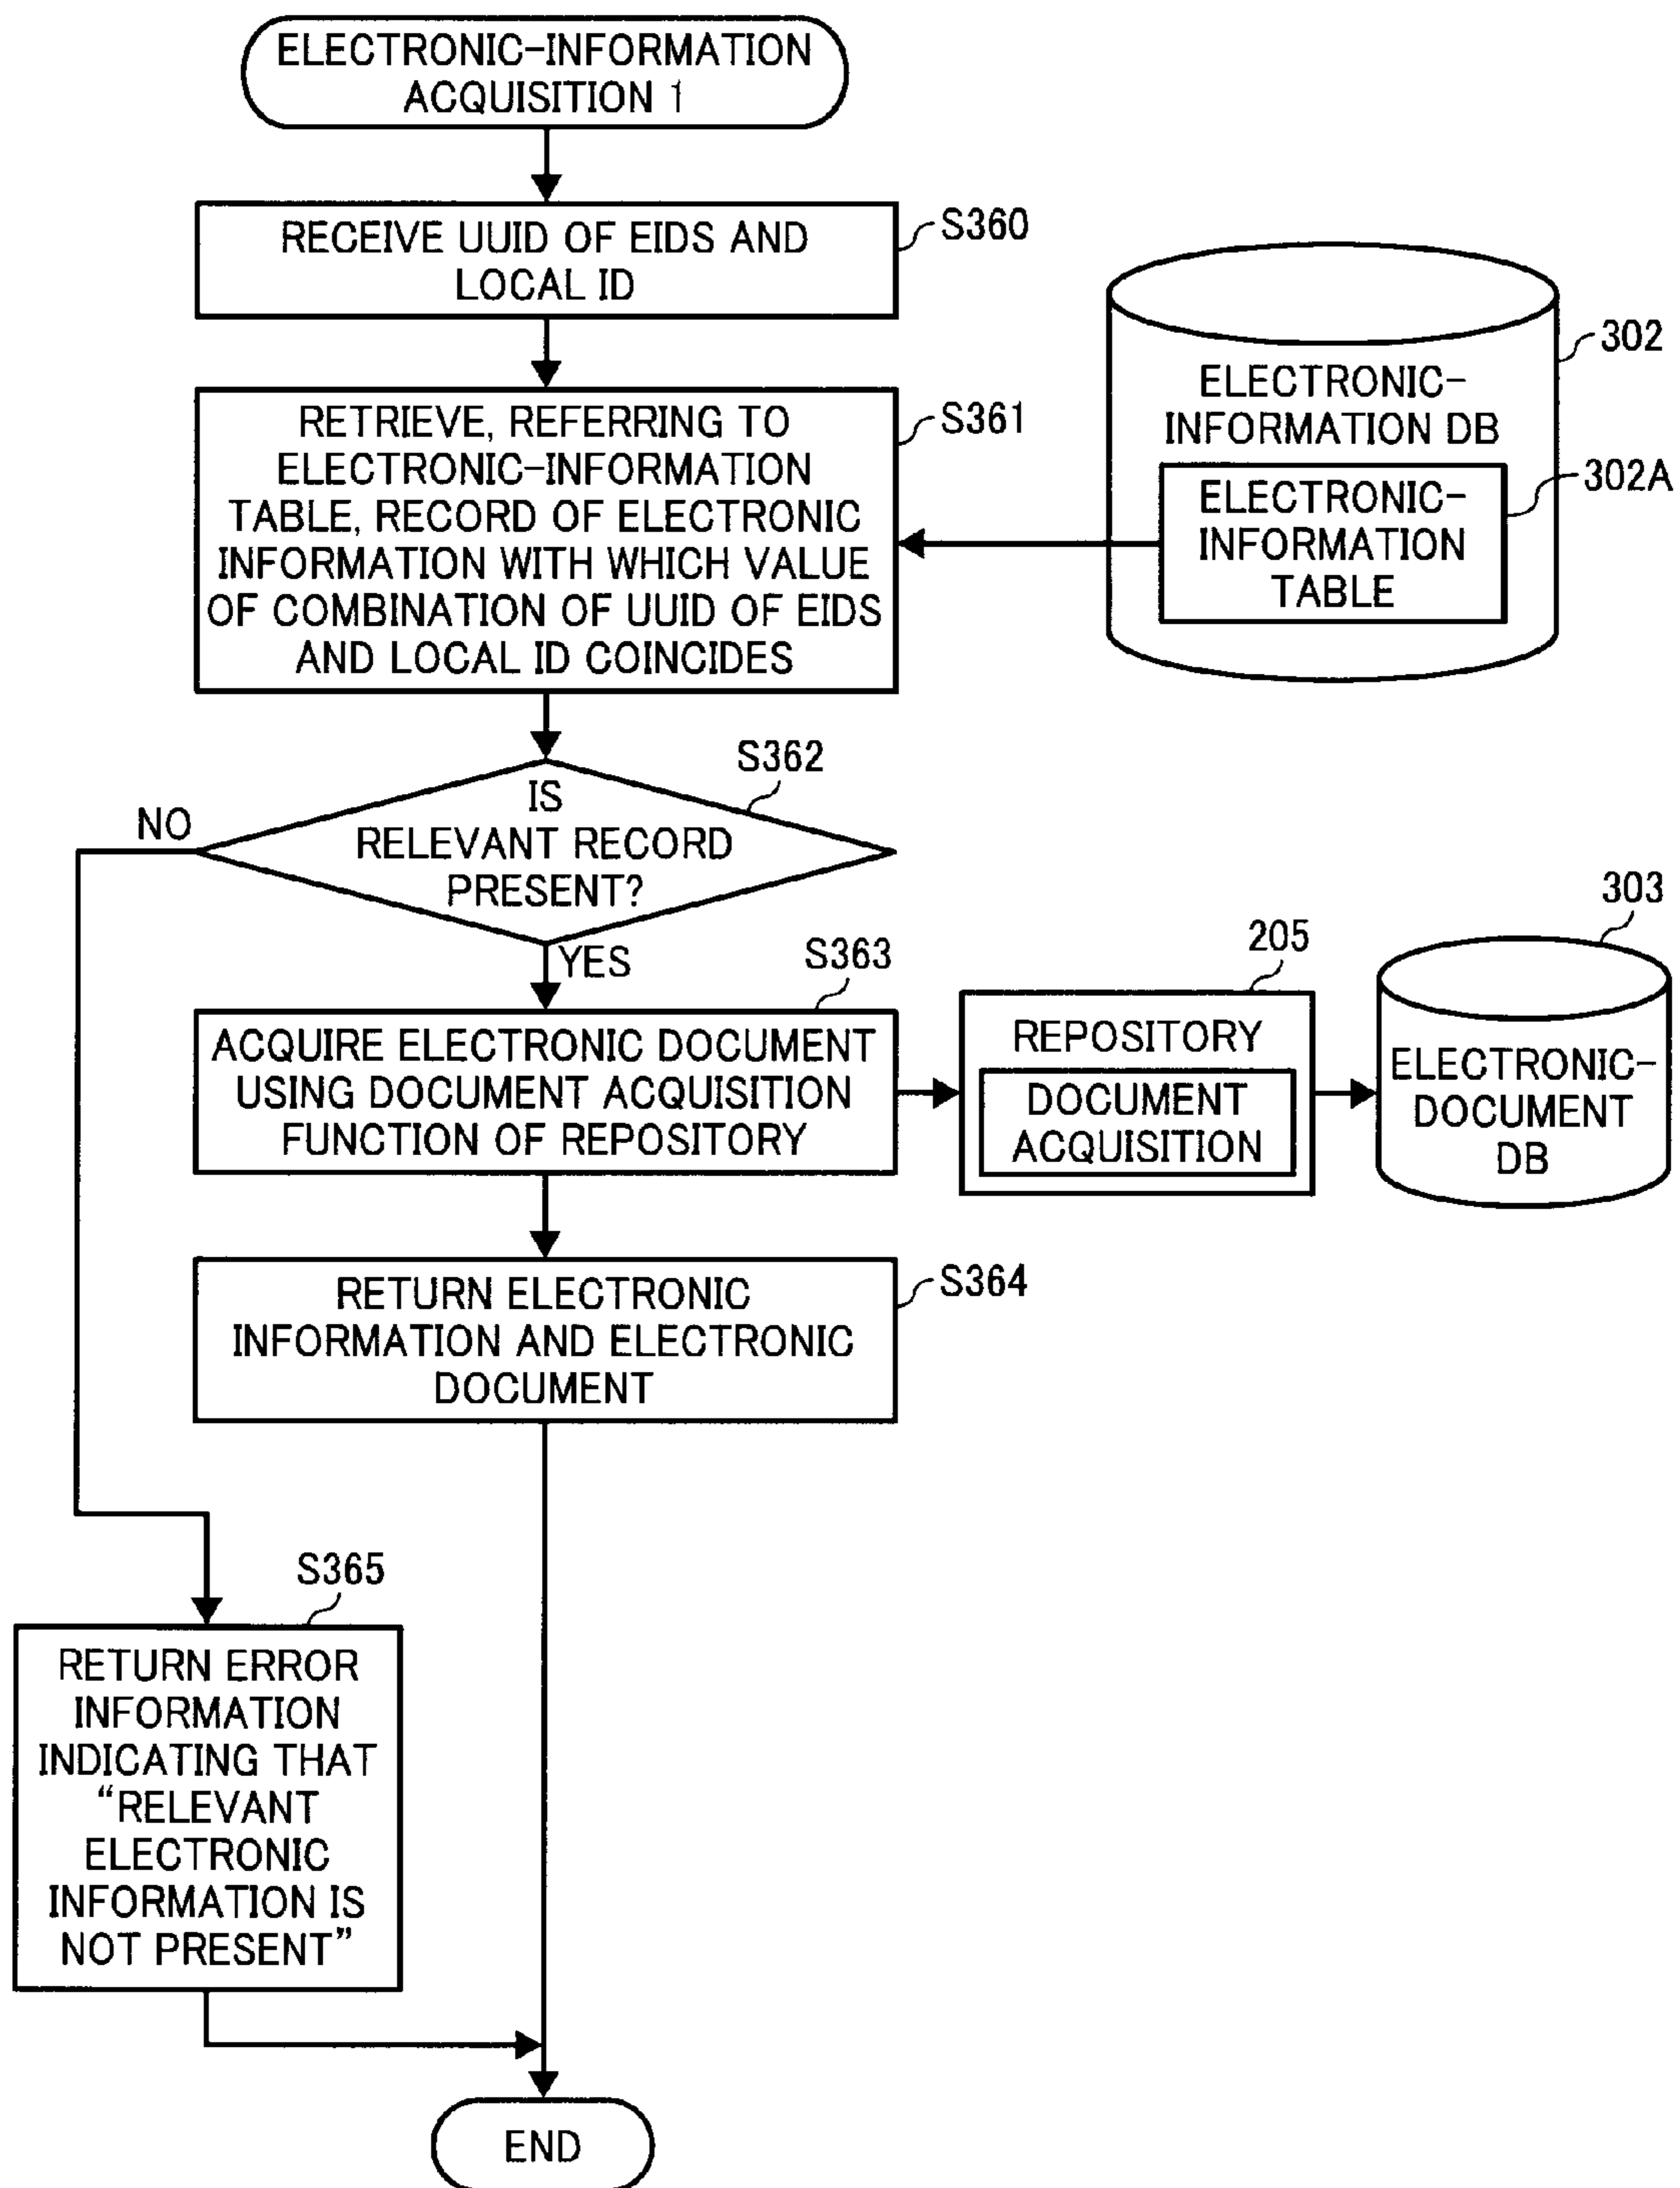 ELECTRONIC-INFORMATION
ACQUISITION 1
RECEIVE UUID OF EIDS AND
LOCAL ID
S360
RETRIEVE, REFERRING TO
ELECTRONIC-INFORMATION
TABLE, RECORD OF ELECTRONIC
INFORMATION WITH WHICH VALUE
OF COMBINATION OF UUID OF EIDS
AND LOCAL ID COINCIDES
S361
302
ELECTRONIC-
INFORMATION DB
302A
ELECTRONIC-
INFORMATION
TABLE
S362
IS
RELEVANT RECORD
PRESENT?
NO
YES
S363
ACQUIRE ELECTRONIC DOCUMENT
USING DOCUMENT ACQUISITION
FUNCTION OF REPOSITORY
205
REPOSITORY
DOCUMENT
ACQUISITION
303
ELECTRONIC-
DOCUMENT
DB
RETURN ELECTRONIC
INFORMATION AND ELECTRONIC
DOCUMENT
S364
S365
RETURN ERROR
INFORMATION
INDICATING THAT
“RELEVANT
ELECTRONIC
INFORMATION IS
NOT PRESENT”
END